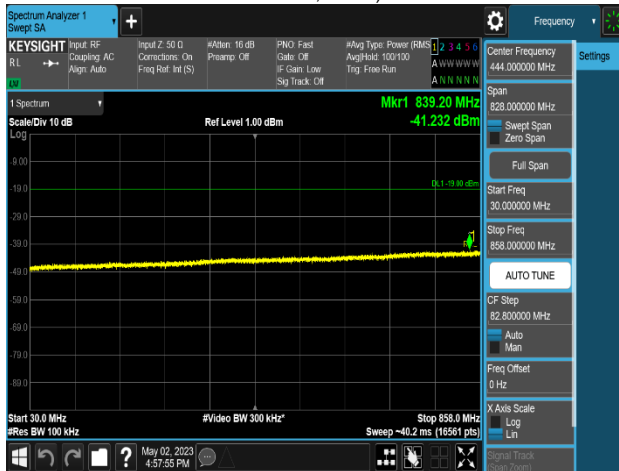 Spectrum Analyzer 1
Swept SA
+
Frequency
KEYSIGHT
RL
Input: RF
Coupling: AC
Align: Auto
Input Z: 50 Ω
Corrections: On
Freq Ref: Int (S)
#Atten: 16 dB
Preamp: Off
PNO: Fast
Gate: Off
IF Gain: Low
Sig Track: Off
#Avg Type: Power (RMS
Avg|Hold: 100/100
Trig: Free Run
1 2 3 4 5 6
A W W W W W
A N N N N N
Center Frequency
444.000000 MHz
Settings
Span
828.000000 MHz
Swept Span
Zero Span
Full Span
Start Freq
30.000000 MHz
Stop Freq
858.000000 MHz
AUTO TUNE
CF Step
82.800000 MHz
Auto
Man
Freq Offset
0 Hz
X Axis Scale
Log
Lin
Signal Track
(Span Zoom)
1 Spectrum
Scale/Div 10 dB
Log
Ref Level 1.00 dBm
Mkr1 839.20 MHz
-41.232 dBm
-9.00
-19.0
DL1 -19.00 dBm
-29.0
-39.0
-49.0
-59.0
-69.0
-79.0
-89.0
Start 30.0 MHz
#Res BW 100 kHz
#Video BW 300 kHz*
Stop 858.0 MHz
Sweep ~40.2 ms (16561 pts)
?
May 02, 2023
4:57:55 PM